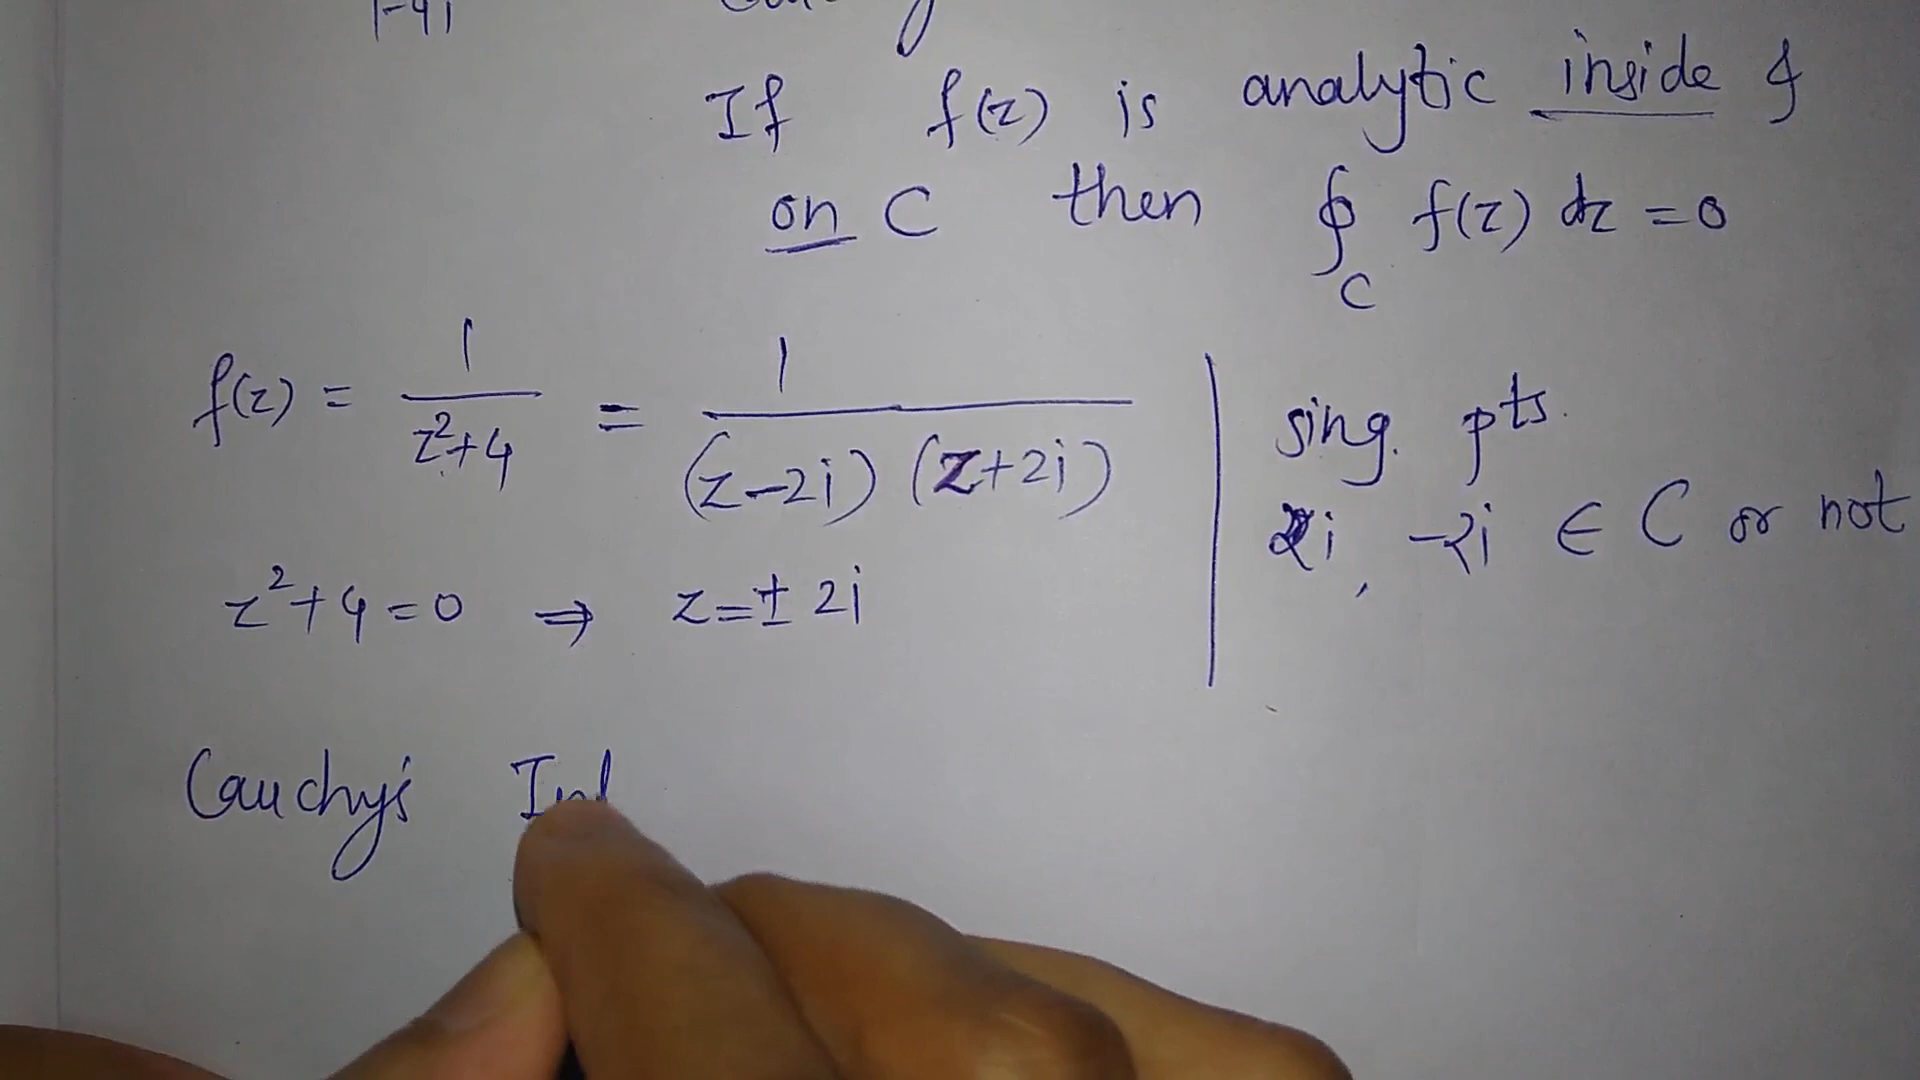 If f(z) is analytic inside &
on C then ∮ f(z) dz = 0
C
f(z) = 1/(z²+4) = 1/((z-2i)(z+2i))
sing. pts.
2i, -2i ∈ C or not
z²+4=0 ⇒ z=± 2i
Cauchy's Int